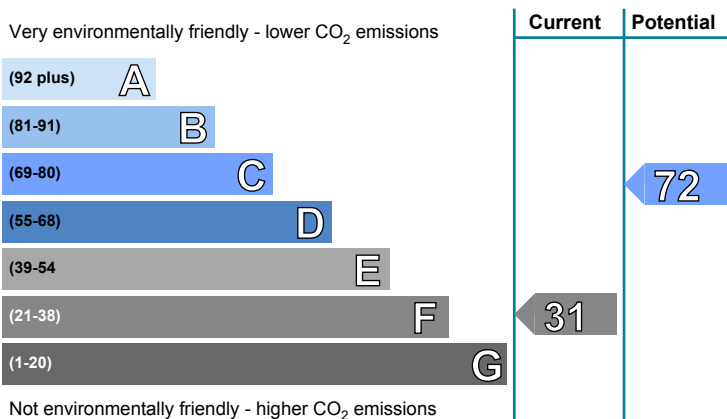 Current Potential
Very environmentally friendly - lower CO2 emissions
(92 plus) A
(81-91) B
(69-80) C
72
(55-68) D
(39-54 E
(21-38) F
31
(1-20) G
Not environmentally friendly - higher CO2 emissions